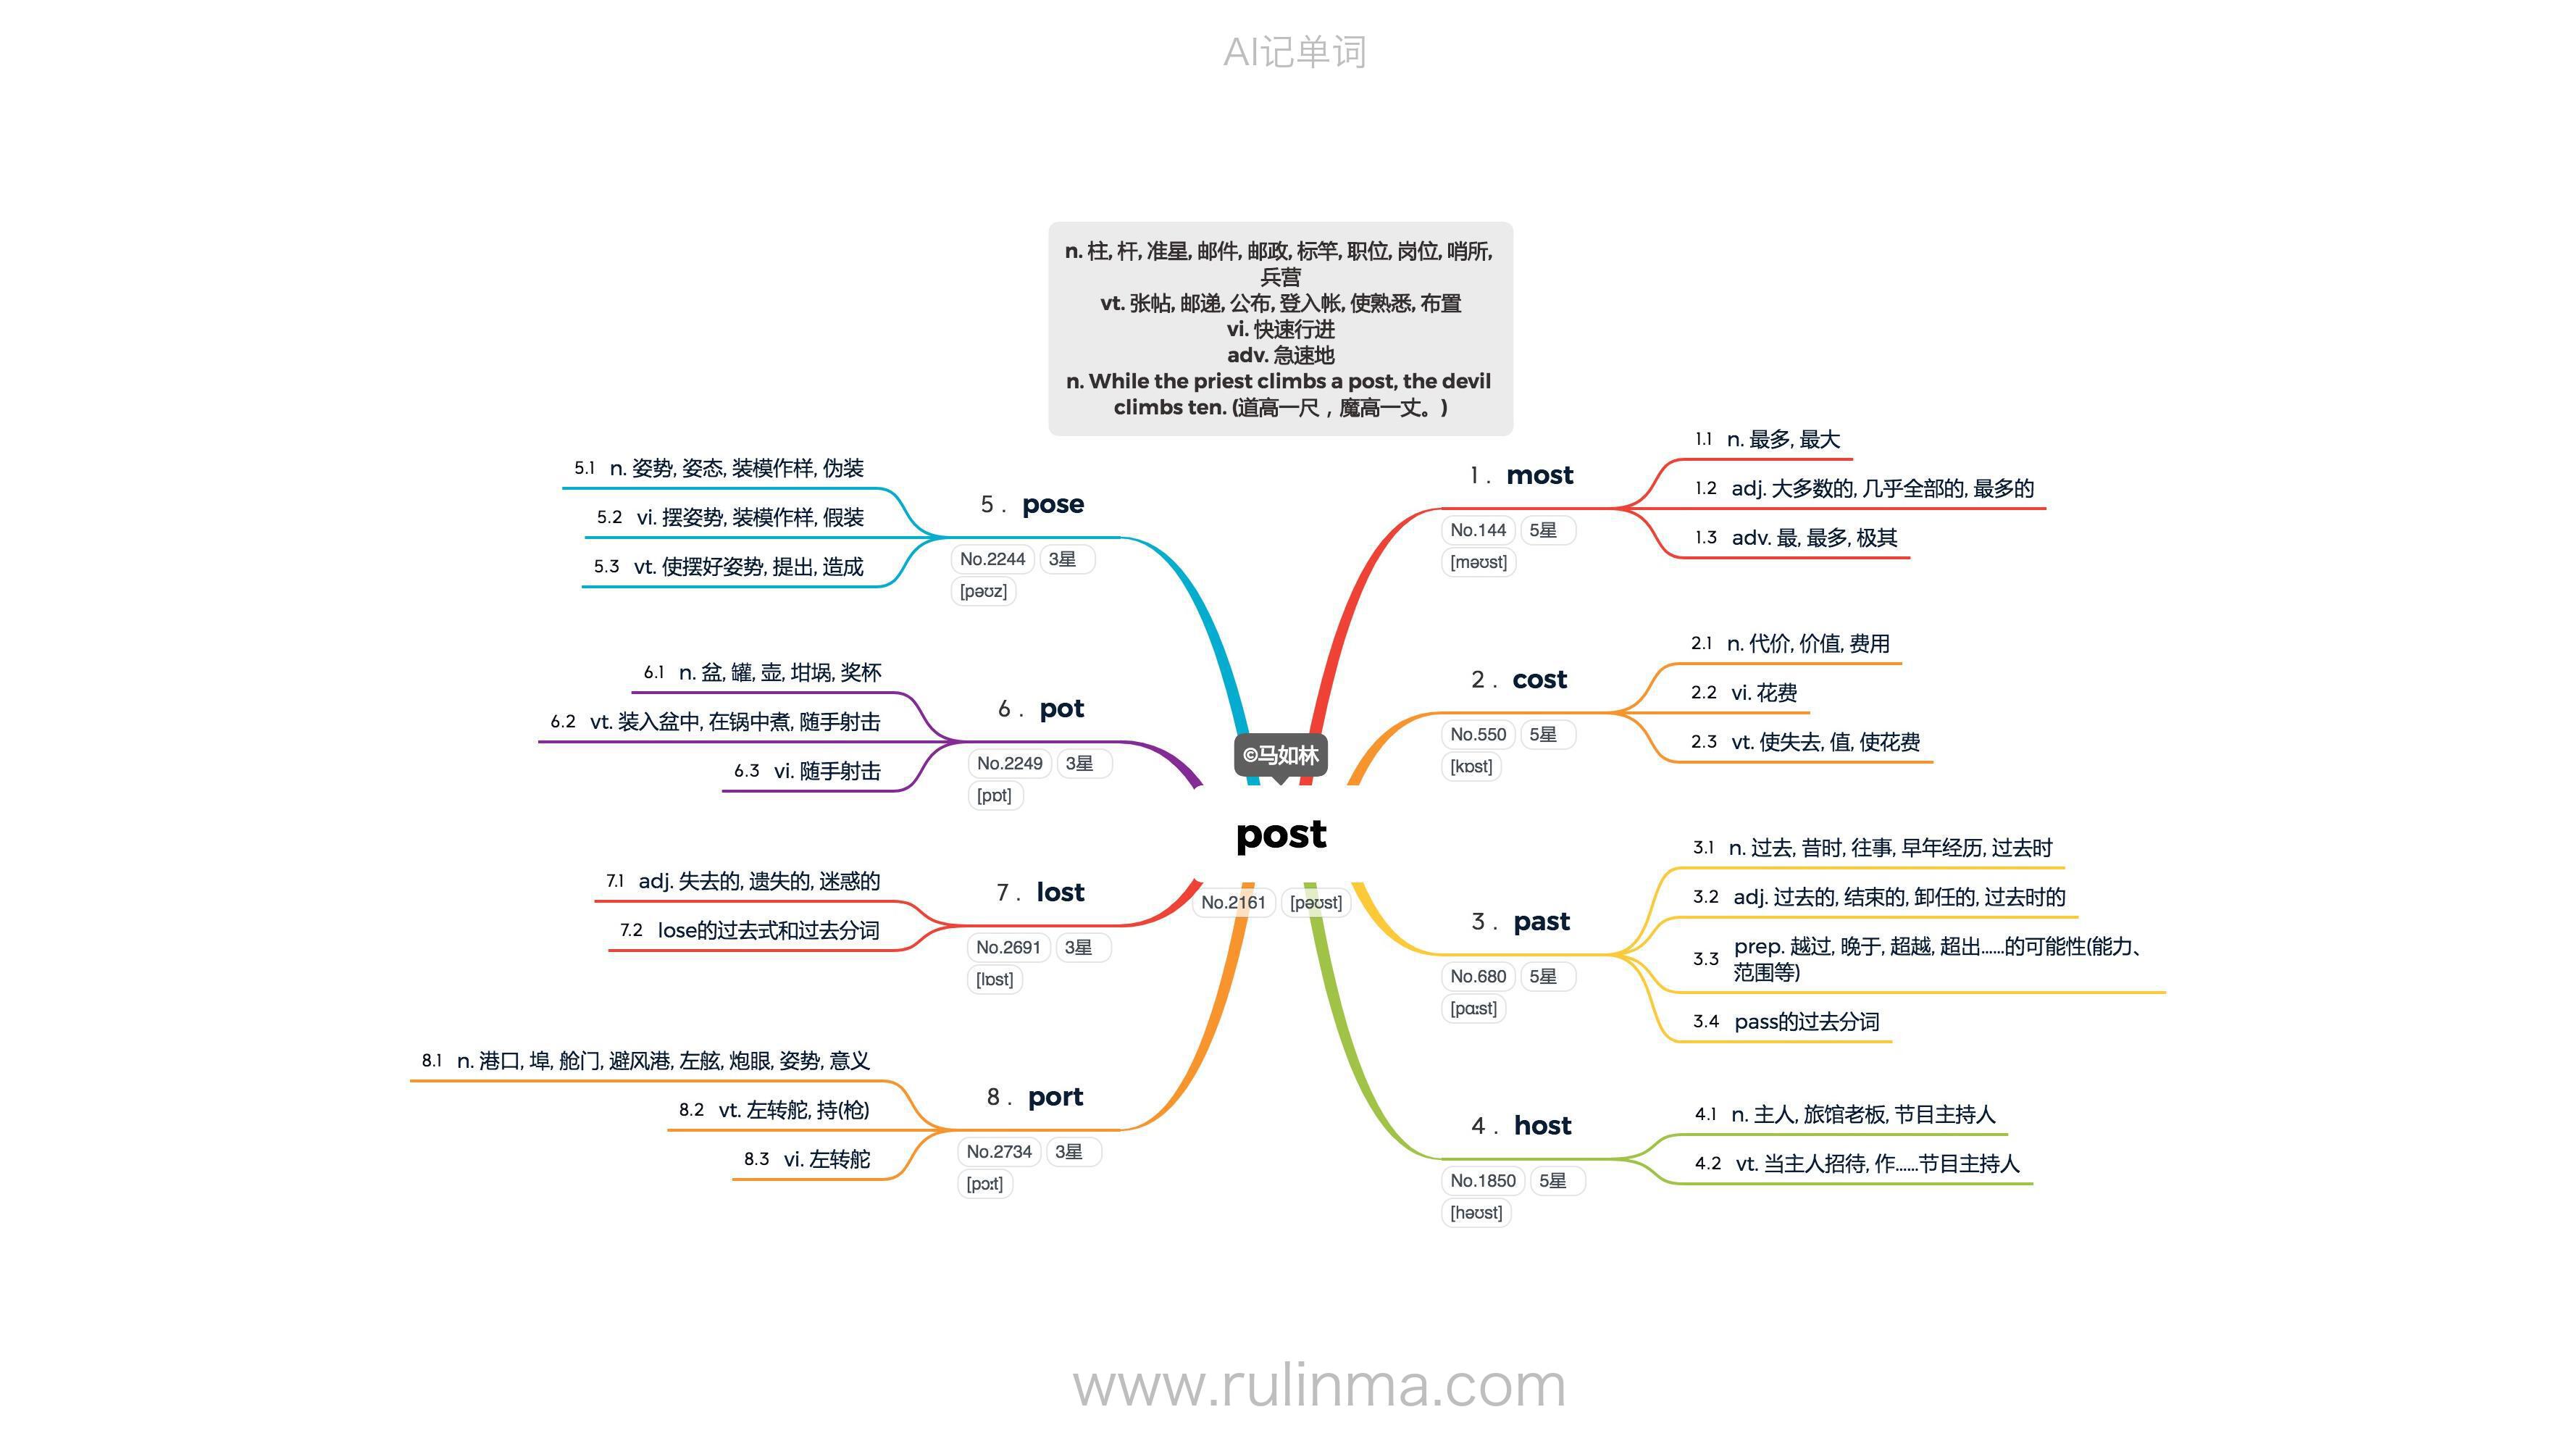 AI记单词
n. 柱, 杆, 准星, 邮件, 邮政, 标竿, 职位, 岗位, 哨所,
兵营
vt. 张帖, 邮递, 公布, 登入帐, 使熟悉, 布置
vi. 快速行进
adv. 急速地
n. While the priest climbs a post, the devil
climbs ten. (道高一尺，魔高一丈。)
©马如林
post
No.2161 [pəʊst]
1 . most
No.144 5星
[məʊst]
1.1 n. 最多, 最大
1.2 adj. 大多数的, 几乎全部的, 最多的
1.3 adv. 最, 最多, 极其
2 . cost
No.550 5星
[kɒst]
2.1 n. 代价, 价值, 费用
2.2 vi. 花费
2.3 vt. 使失去, 值, 使花费
3 . past
No.680 5星
[pɑːst]
3.1 n. 过去, 昔时, 往事, 早年经历, 过去时
3.2 adj. 过去的, 结束的, 卸任的, 过去时的
3.3 prep. 越过, 晚于, 超越, 超出......的可能性(能力、
范围等)
3.4 pass的过去分词
4 . host
No.1850 5星
[həʊst]
4.1 n. 主人, 旅馆老板, 节目主持人
4.2 vt. 当主人招待, 作......节目主持人
5 . pose
No.2244 3星
[pəʊz]
5.1 n. 姿势, 姿态, 装模作样, 伪装
5.2 vi. 摆姿势, 装模作样, 假装
5.3 vt. 使摆好姿势, 提出, 造成
6 . pot
No.2249 3星
[pɒt]
6.1 n. 盆, 罐, 壶, 坩埚, 奖杯
6.2 vt. 装入盆中, 在锅中煮, 随手射击
6.3 vi. 随手射击
7 . lost
No.2691 3星
[lɒst]
7.1 adj. 失去的, 遗失的, 迷惑的
7.2 lose的过去式和过去分词
8 . port
No.2734 3星
[pɔːt]
8.1 n. 港口, 埠, 舱门, 避风港, 左舷, 炮眼, 姿势, 意义
8.2 vt. 左转舵, 持(枪)
8.3 vi. 左转舵
www.rulinma.com